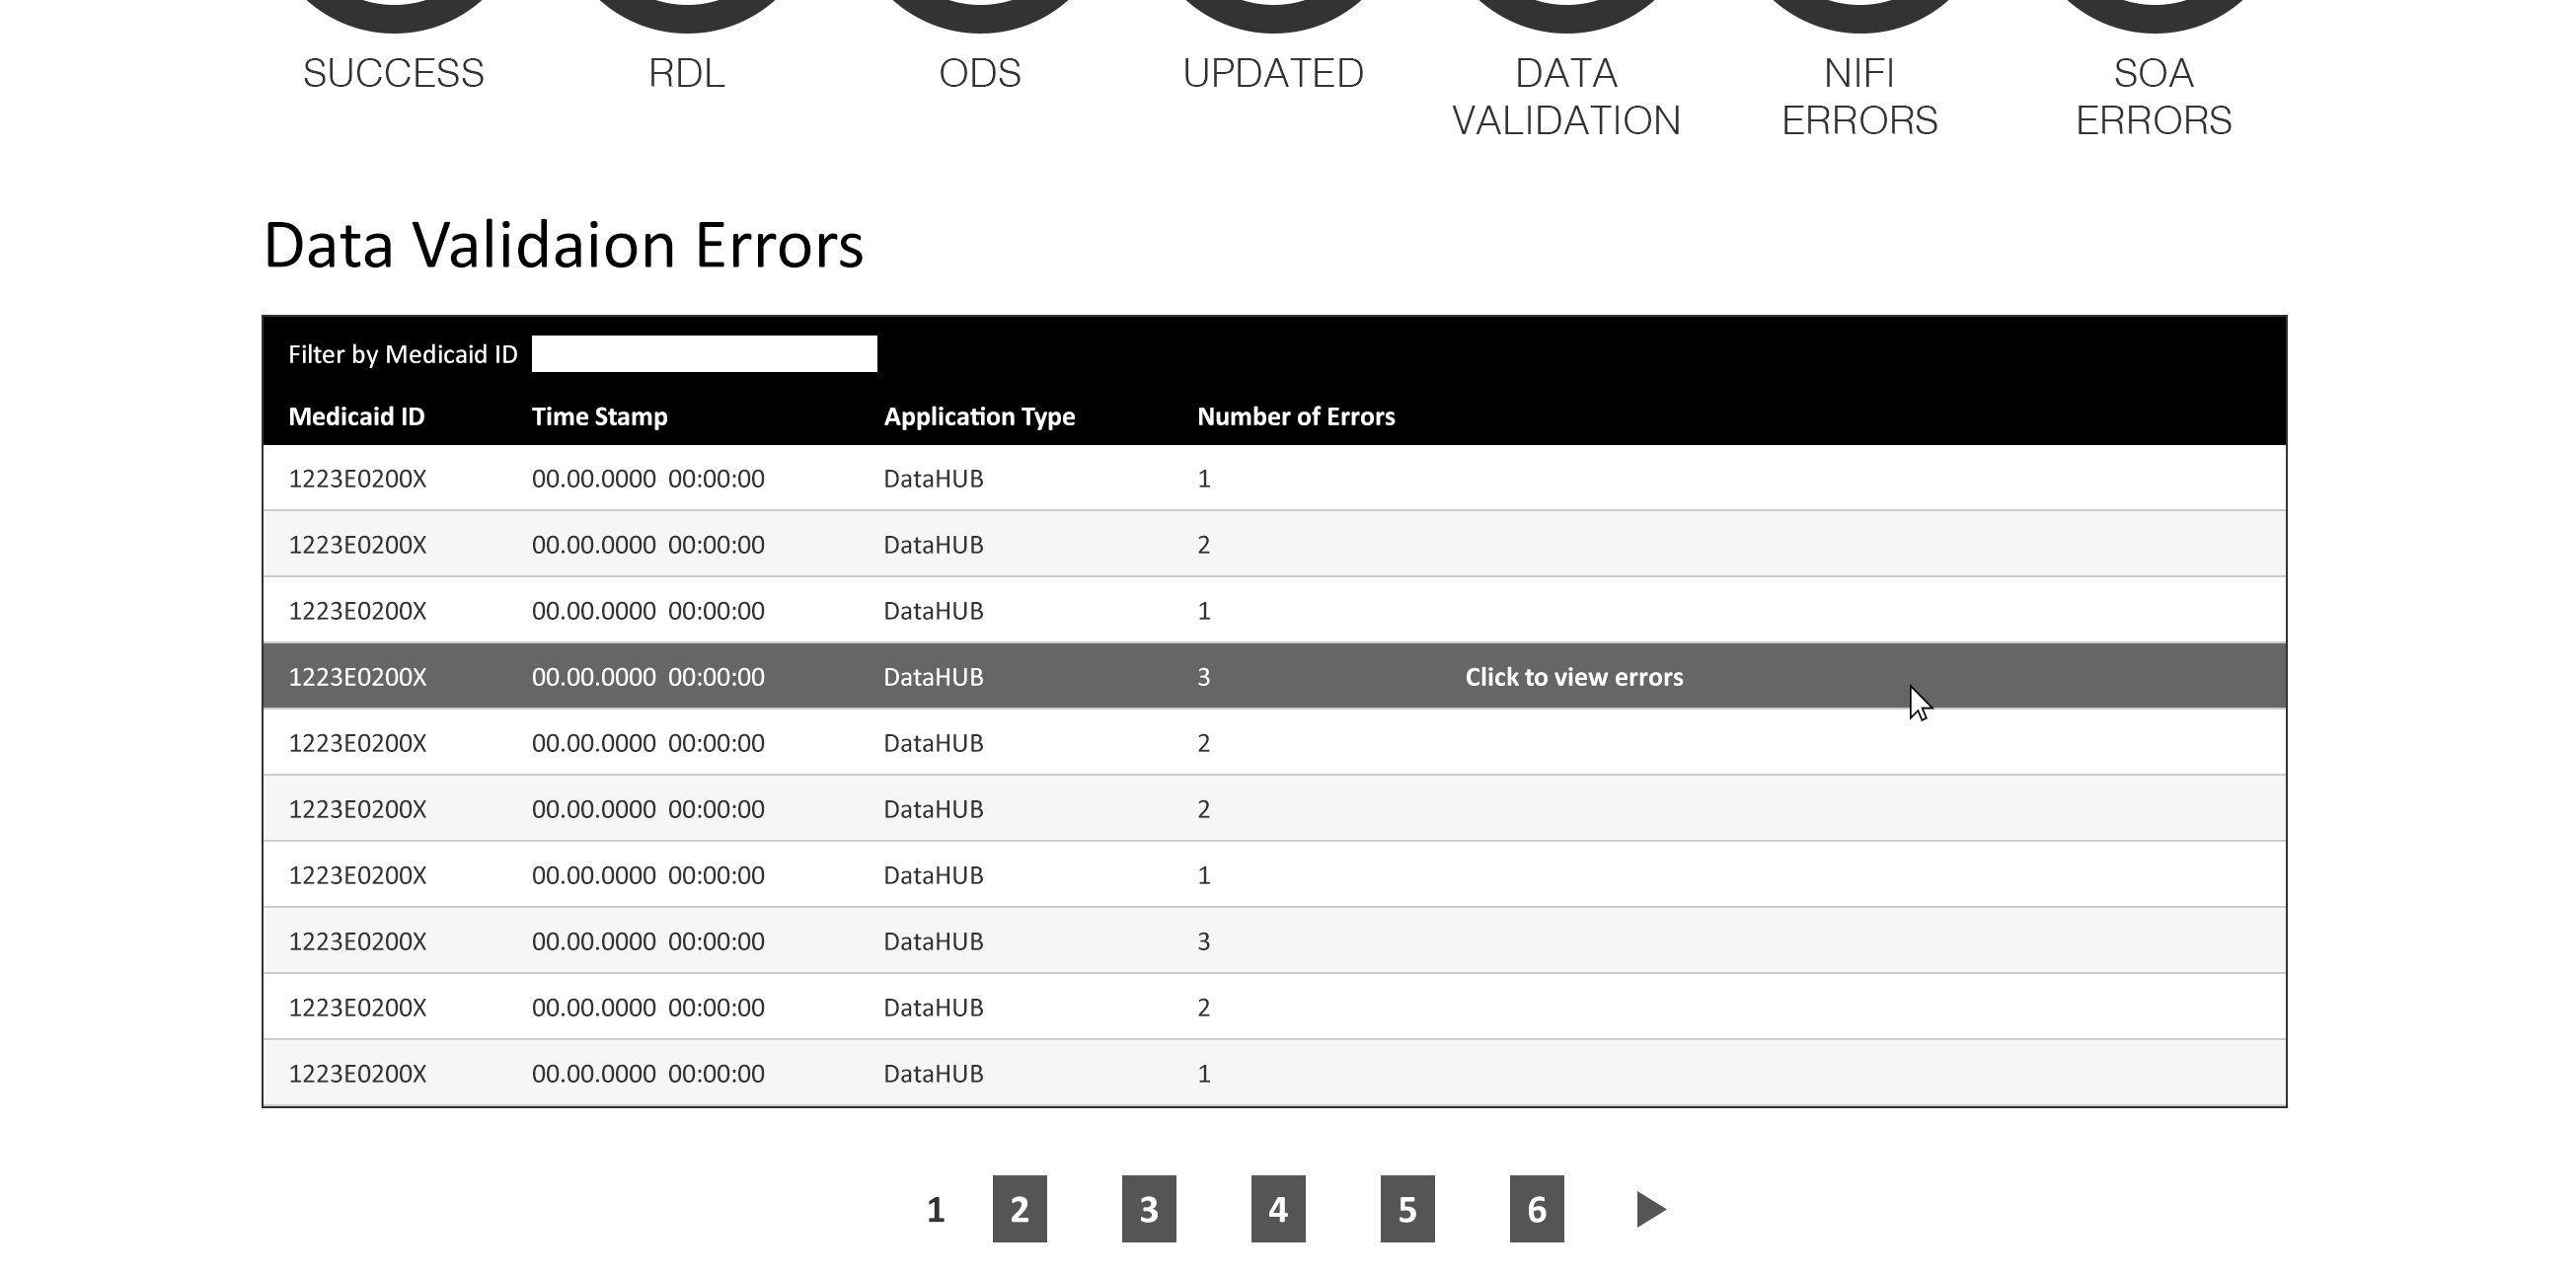 SUCCESS RDL ODS UPDATED DATA VALIDATION NIFI ERRORS SOA ERRORS
Data Validaion Errors
Filter by Medicaid ID
Medicaid ID Time Stamp Application Type Number of Errors
1223E0200X 00.00.0000 00:00:00 DataHUB 1
1223E0200X 00.00.0000 00:00:00 DataHUB 2
1223E0200X 00.00.0000 00:00:00 DataHUB 1
1223E0200X 00.00.0000 00:00:00 DataHUB 3 Click to view errors
1223E0200X 00.00.0000 00:00:00 DataHUB 2
1223E0200X 00.00.0000 00:00:00 DataHUB 2
1223E0200X 00.00.0000 00:00:00 DataHUB 1
1223E0200X 00.00.0000 00:00:00 DataHUB 3
1223E0200X 00.00.0000 00:00:00 DataHUB 2
1223E0200X 00.00.0000 00:00:00 DataHUB 1
1 2 3 4 5 6